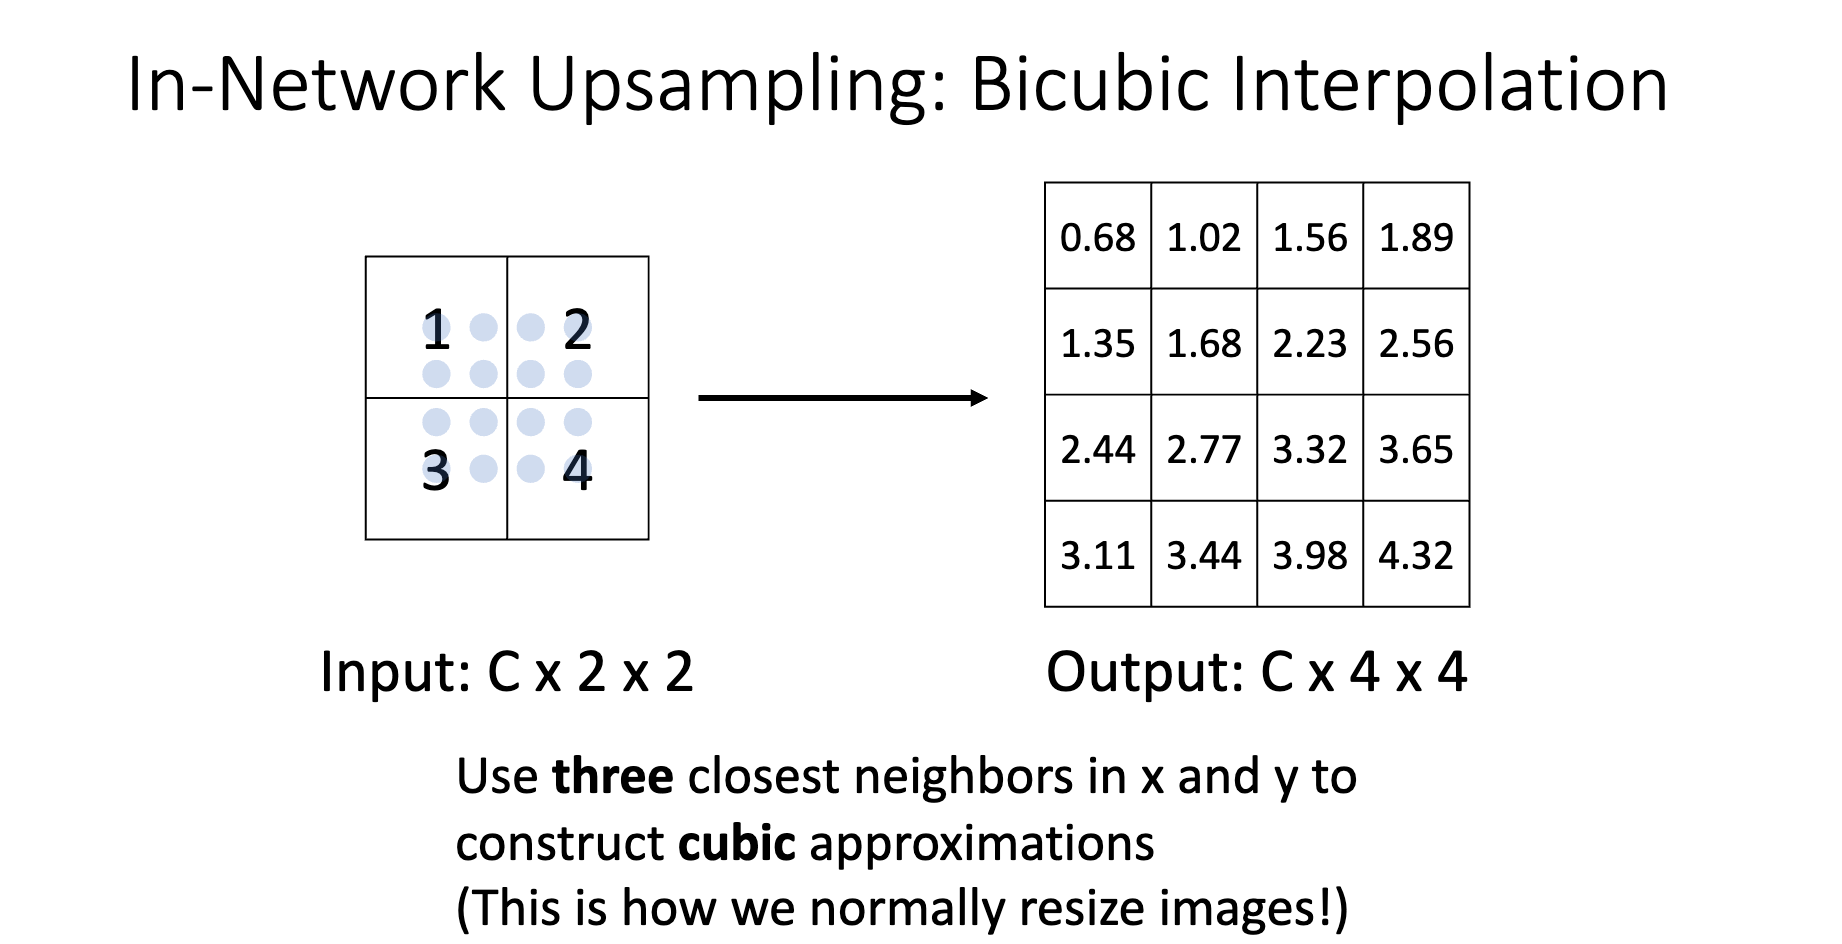 In-Network Upsampling: Bicubic Interpolation
1 2
3 4
0.68 1.02 1.56 1.89
1.35 1.68 2.23 2.56
2.44 2.77 3.32 3.65
3.11 3.44 3.98 4.32
Input: C x 2 x 2
Output: C x 4 x 4
Use three closest neighbors in x and y to
construct cubic approximations
(This is how we normally resize images!)